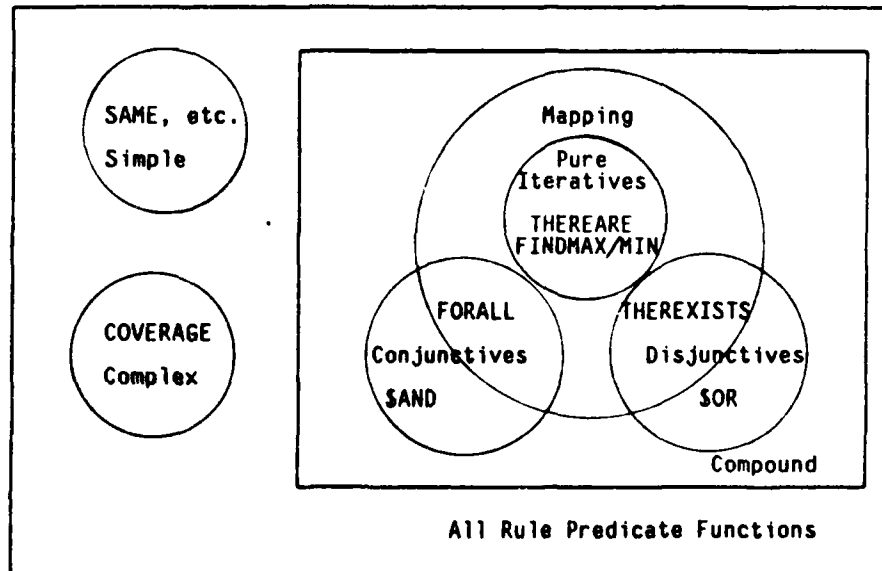 SAME, etc.
Simple
COVERAGE
Complex
Mapping
Pure
Iteratives
THEREARE
FINDMAX/MIN
FORALL
Conjunctives
$AND
THEREXISTS
Disjunctives
$OR
Compound
All Rule Predicate Functions